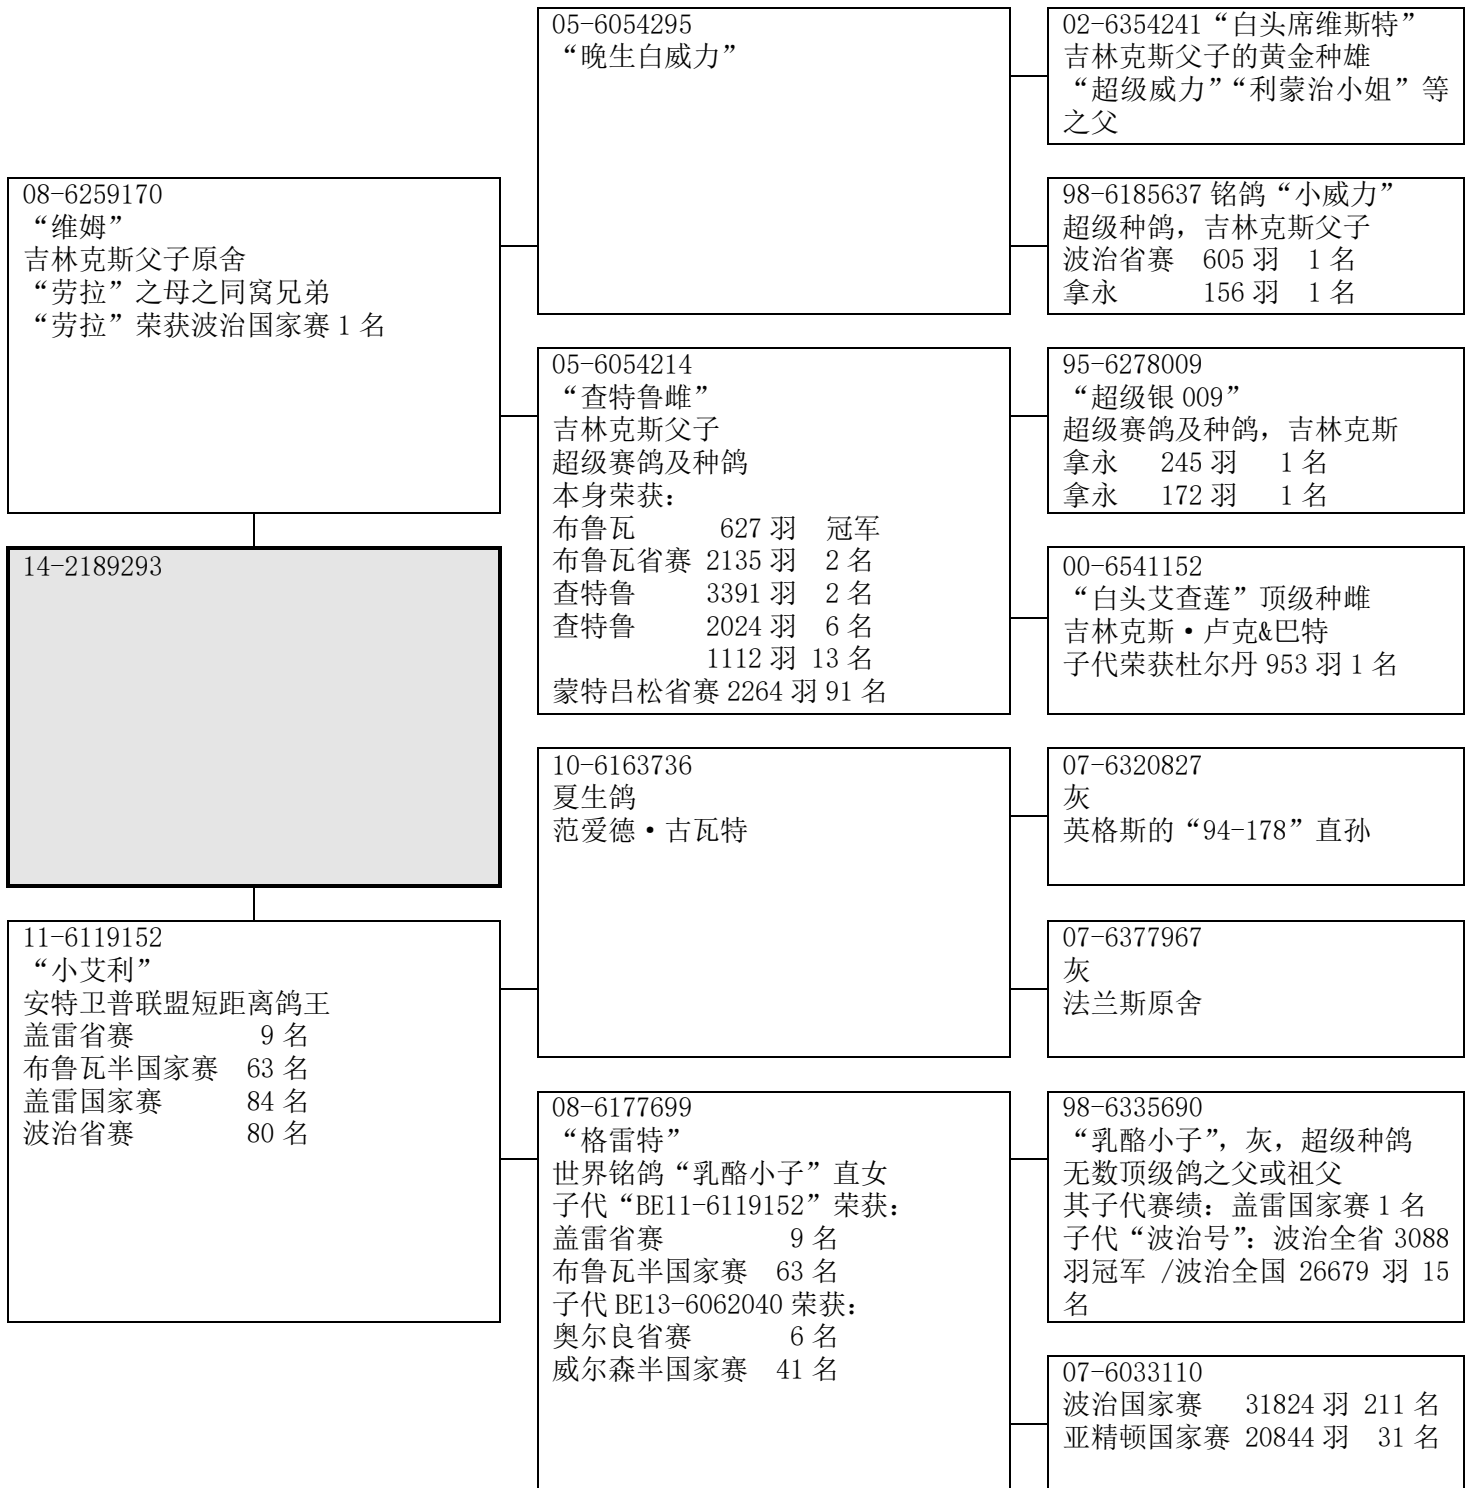 08-6259170
“维姆”
吉林克斯父子原舍
“劳拉”之母之同窝兄弟
“劳拉”荣获波治国家赛 1 名
14-2189293
11-6119152
“小艾利”
安特卫普联盟短距离鸽王
盖雷省赛 9 名
布鲁瓦半国家赛 63 名
盖雷国家赛 84 名
波治省赛 80 名
05-6054295
“晚生白威力”
05-6054214
“查特鲁雌”
吉林克斯父子
超级赛鸽及种鸽
本身荣获：
布鲁瓦 627 羽 冠军
布鲁瓦省赛 2135 羽 2 名
查特鲁 3391 羽 2 名
查特鲁 2024 羽 6 名
1112 羽 13 名
蒙特吕松省赛 2264 羽 91 名
10-6163736
夏生鸽
范爱德·古瓦特
08-6177699
“格雷特”
世界铭鸽“乳酪小子”直女
子代“BE11-6119152”荣获：
盖雷省赛 9 名
布鲁瓦半国家赛 63 名
子代 BE13-6062040 荣获：
奥尔良省赛 6 名
威尔森半国家赛 41 名
02-6354241“白头席维斯特”
吉林克斯父子的黄金种雄
“超级威力”“利蒙治小姐”等
之父
98-6185637 铭鸽“小威力”
超级种鸽，吉林克斯父子
波治省赛 605 羽 1 名
拿永 156 羽 1 名
95-6278009
“超级银 009”
超级赛鸽及种鸽，吉林克斯
拿永 245 羽 1 名
拿永 172 羽 1 名
00-6541152
“白头艾查莲”顶级种雌
吉林克斯·卢克&巴特
子代荣获杜尔丹 953 羽 1 名
07-6320827
灰
英格斯的“94-178”直孙
07-6377967
灰
法兰斯原舍
98-6335690
“乳酪小子”，灰，超级种鸽
无数顶级鸽之父或祖父
其子代赛绩：盖雷国家赛 1 名
子代“波治号”：波治全省 3088
羽冠军 /波治全国 26679 羽 15
名
07-6033110
波治国家赛 31824 羽 211 名
亚精顿国家赛 20844 羽 31 名